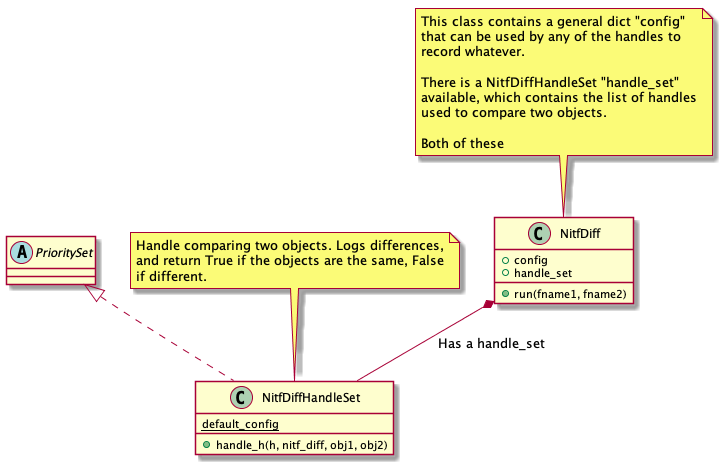 This class contains a general dict "config"
that can be used by any of the handles to
record whatever.
There is a NitfDiffHandleSet "handle_set"
available, which contains the list of handles
used to compare two objects.
Both of these
C NitfDiff
config
handle_set
run(fname1, fname2)
A PrioritySet
Handle comparing two objects. Logs differences,
and return True if the objects are the same, False
if different.
Has a handle_set
C NitfDiffHandleSet
default_config
handle_h(h, nitf_diff, obj1, obj2)